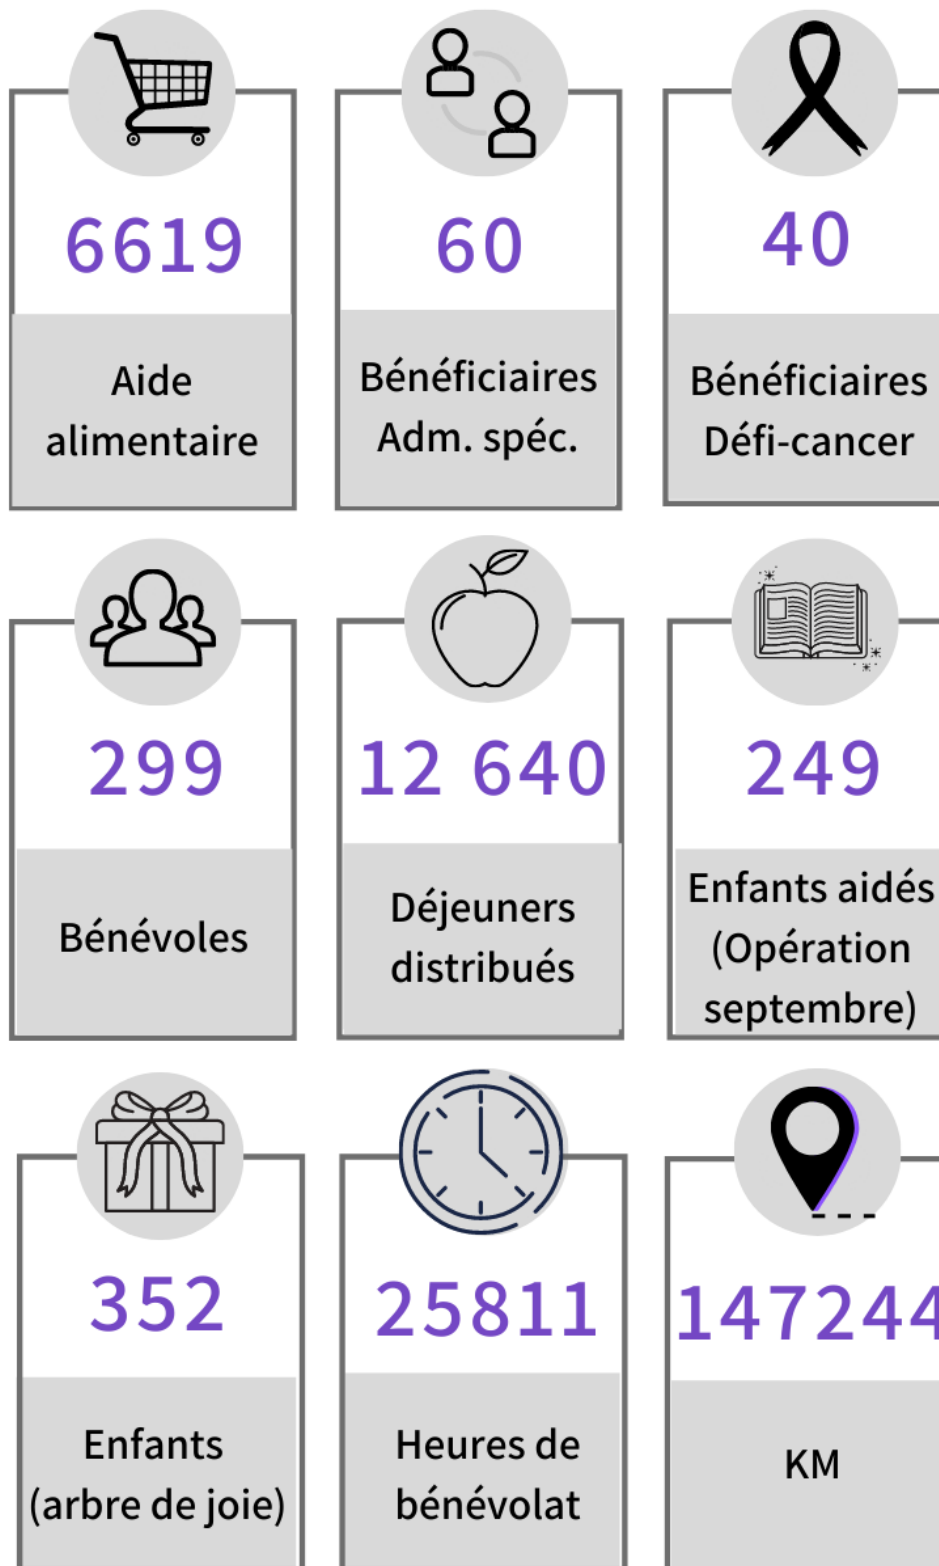 6619
Aide
alimentaire
60
Bénéficiaires
Adm. spéc.
40
Bénéficiaires
Défi-cancer
299
Bénévoles
12 640
Déjeuners
distribués
249
Enfants aidés
(Opération
septembre)
352
Enfants
(arbre de joie)
25811
Heures de
bénévolat
147244
KM